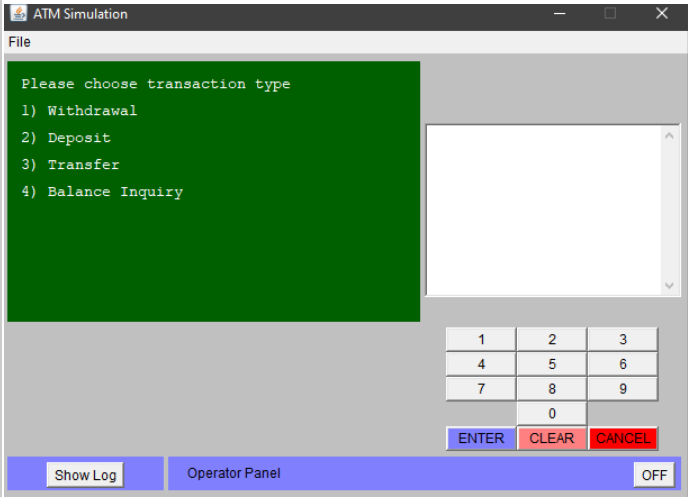 ATM Simulation
File
Please choose transaction type
1) Withdrawal
2) Deposit
3) Transfer
4) Balance Inquiry
1 2 3
4 5 6
7 8 9
0
ENTER CLEAR CANCEL
Show Log Operator Panel OFF